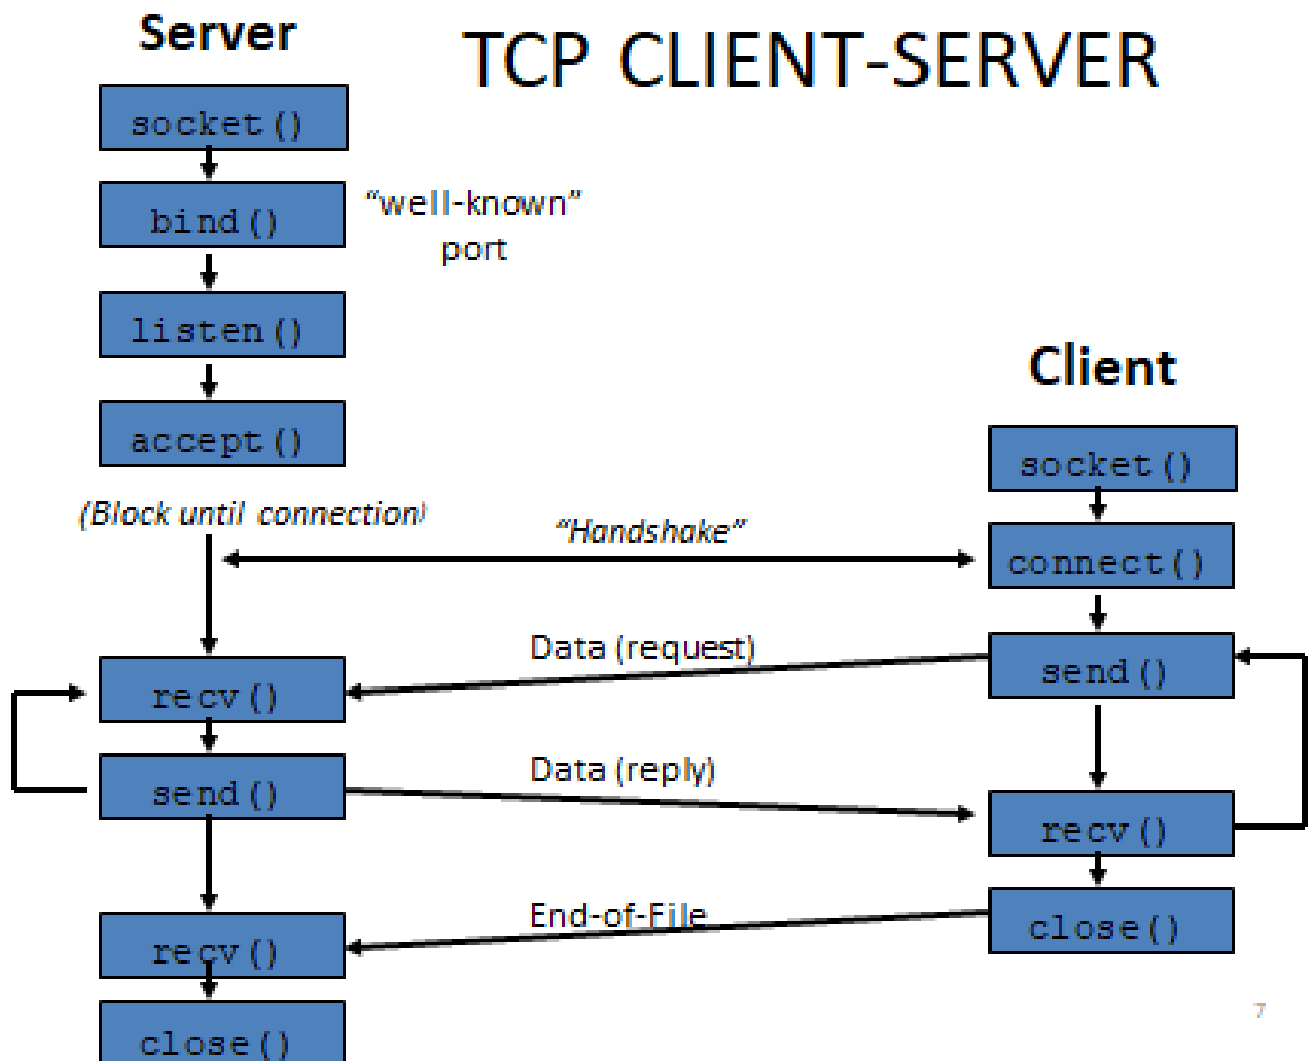 Server
TCP CLIENT-SERVER
socket()
bind()
“well-known”
port
listen()
accept()
(Block until connection)
Client
socket()
“Handshake”
connect()
Data (request)
send()
recv()
Data (reply)
send()
recv()
End-of-File
close()
recv()
close()
7